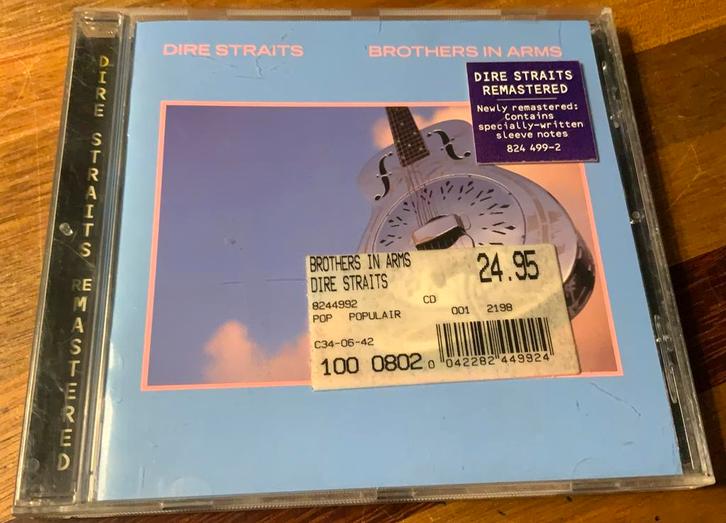 DIRE STRAITS REMASTERED
DIRE STRAITS BROTHERS IN ARMS
DIRE STRAITS
REMASTERED
Newly remastered:
Contains
specially-written
sleeve notes
824 499-2
BROTHERS IN ARMS 24.95
DIRE STRAITS
8244992 CD
POP POPULAIR 001 2198
C34-06-42
100 0802
0 042282 449924